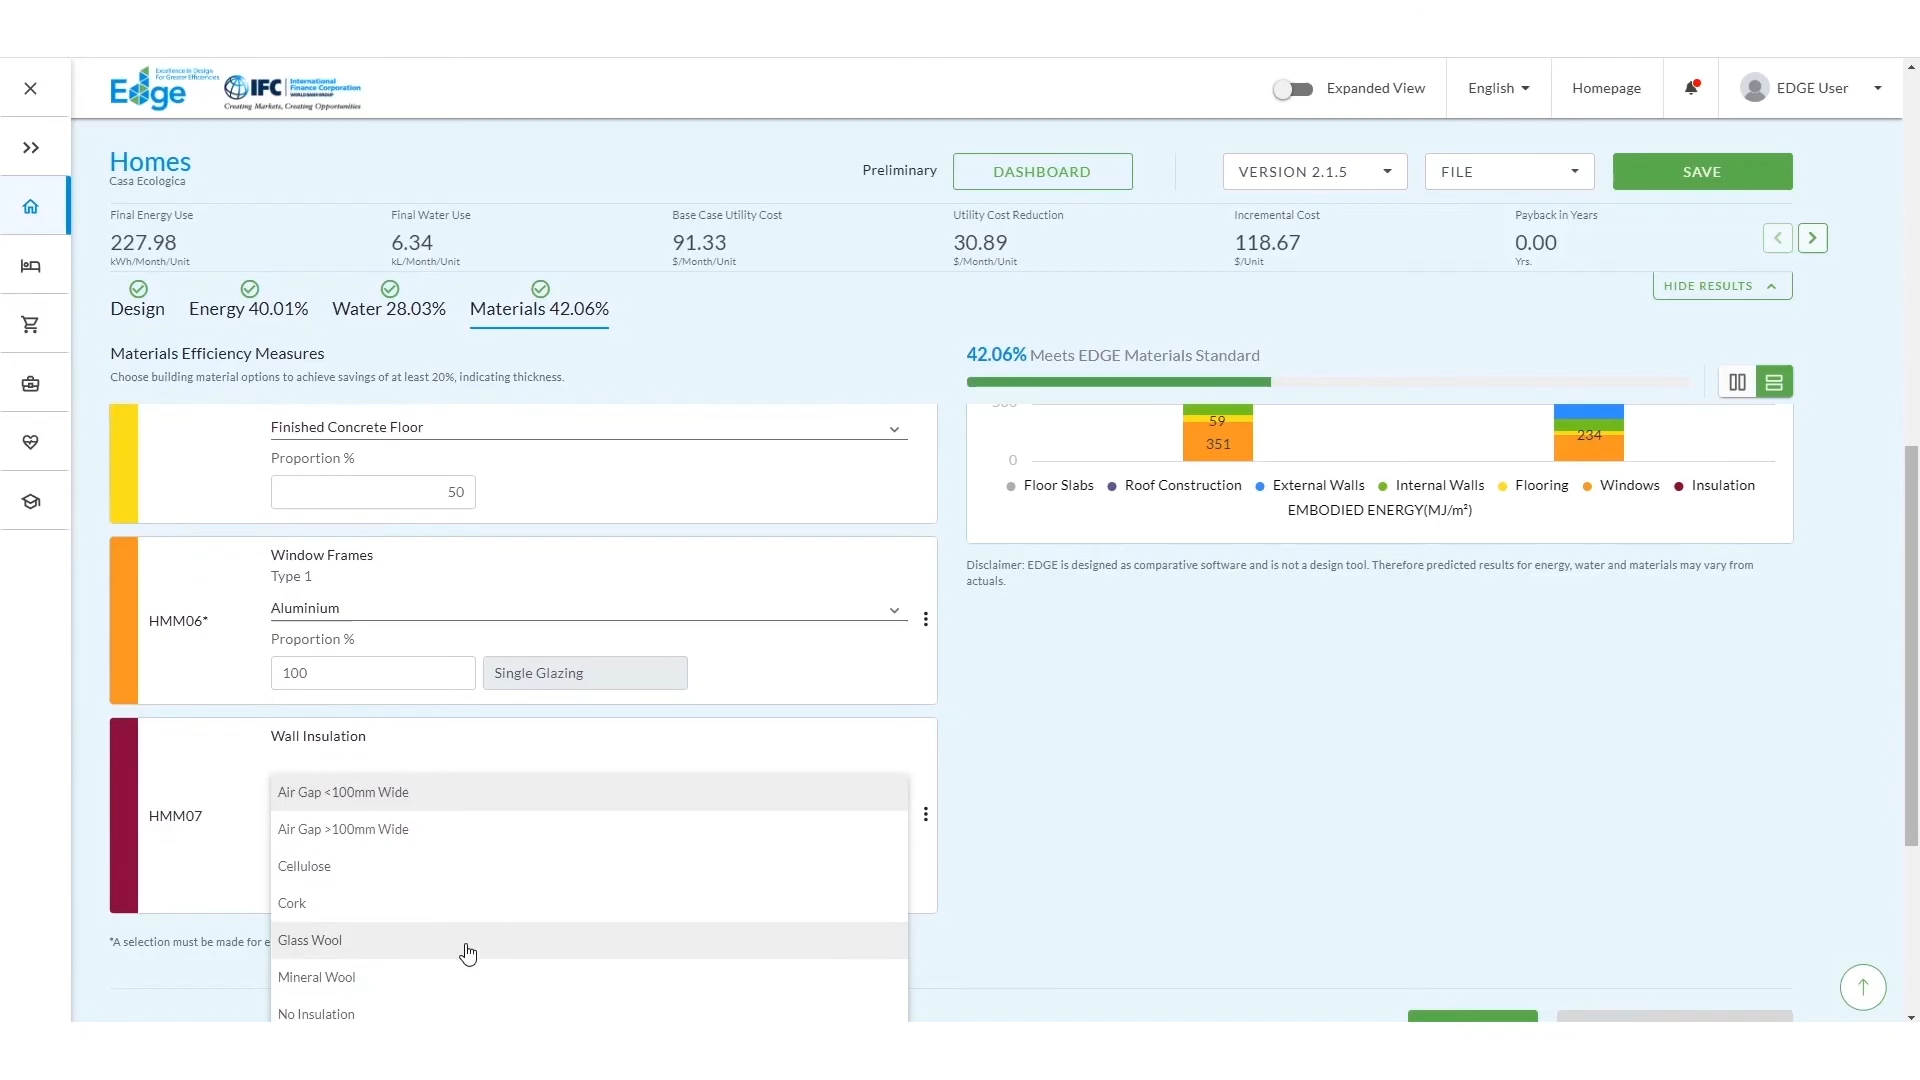 Edge
Excellence in Design
For Greater Efficiencies
IFC
International
Finance Corporation
WORLD BANK GROUP
Creating Markets, Creating Opportunities
Expanded View
English
Homepage
EDGE User
Homes
Casa Ecologica
Preliminary
DASHBOARD
VERSION 2.1.5
FILE
SAVE
Final Energy Use
227.98
kWh/Month/Unit
Final Water Use
6.34
kL/Month/Unit
Base Case Utility Cost
91.33
$/Month/Unit
Utility Cost Reduction
30.89
$/Month/Unit
Incremental Cost
118.67
$/Unit
Payback in Years
0.00
Yrs.
HIDE RESULTS
Design
Energy 40.01%
Water 28.03%
Materials 42.06%
Materials Efficiency Measures
Choose building material options to achieve savings of at least 20%, indicating thickness.
42.06% Meets EDGE Materials Standard
Finished Concrete Floor
Proportion %
50
HMM06*
Window Frames
Type 1
Aluminium
Proportion %
100
Single Glazing
HMM07
Wall Insulation
Air Gap <100mm Wide
Air Gap >100mm Wide
Cellulose
Cork
Glass Wool
Mineral Wool
No Insulation
*A selection must be made for e
59
351
234
0
Floor Slabs
Roof Construction
External Walls
Internal Walls
Flooring
Windows
Insulation
EMBODIED ENERGY(MJ/m²)
Disclaimer: EDGE is designed as comparative software and is not a design tool. Therefore predicted results for energy, water and materials may vary from
actuals.